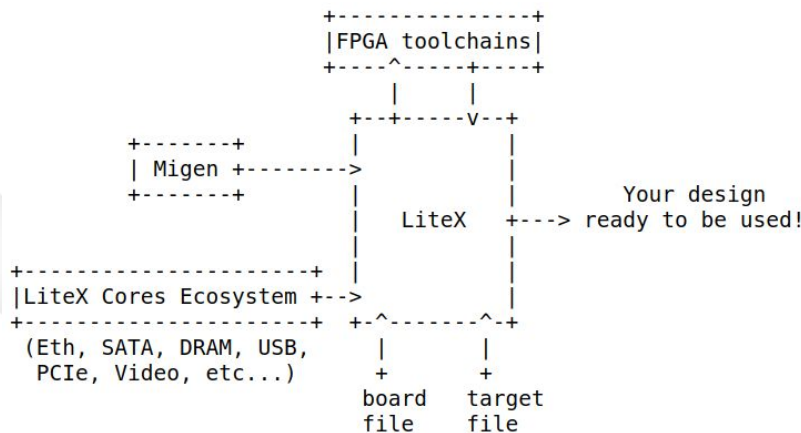 FPGA toolchains
Migen
LiteX
Your design
ready to be used!
LiteX Cores Ecosystem
(Eth, SATA, DRAM, USB,
PCIe, Video, etc...)
board target
file file